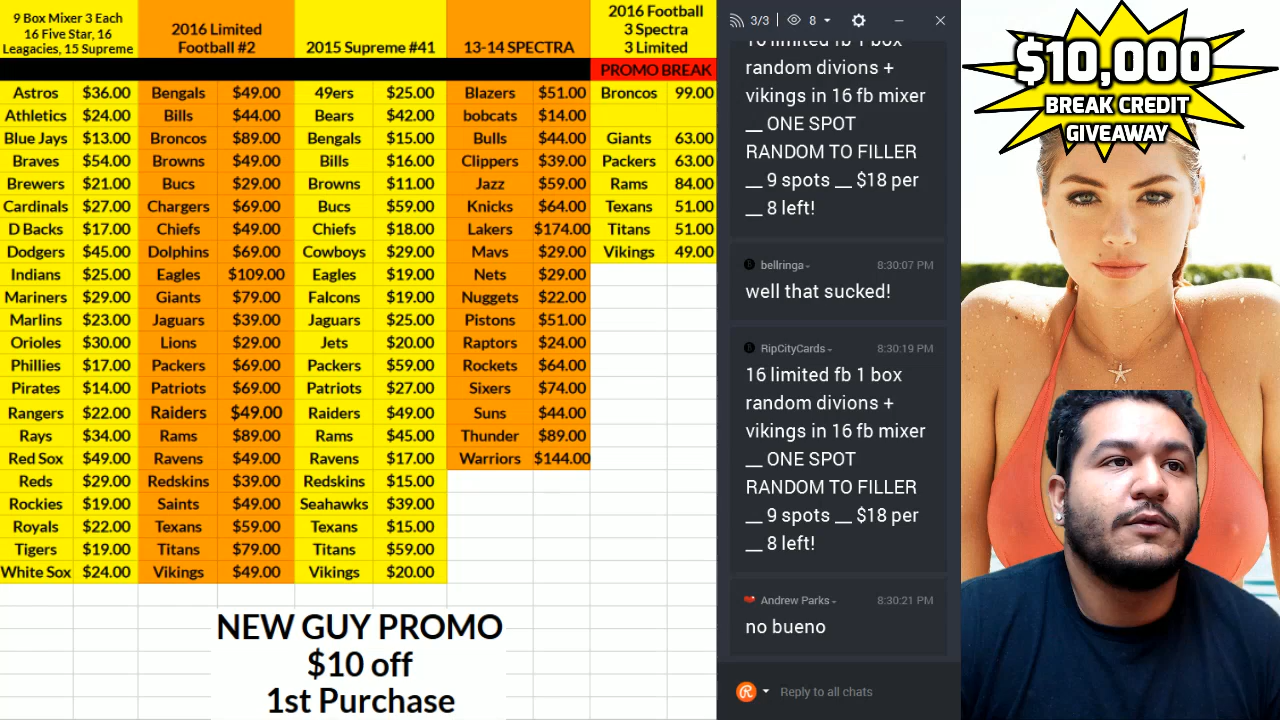 9 Box Mixer 3 Each
16 Five Star, 16
Leagacies, 15 Supreme
2016 Limited
Football #2
2015 Supreme #41
13-14 SPECTRA
2016 Football
3 Spectra
3 Limited
PROMO BREAK
Astros $36.00 Bengals $49.00 49ers $25.00 Blazers $51.00 Broncos 99.00
Athletics $24.00 Bills $44.00 Bears $42.00 bobcats $14.00
Blue Jays $13.00 Broncos $89.00 Bengals $15.00 Bulls $44.00 Giants 63.00
Braves $54.00 Browns $49.00 Bills $16.00 Clippers $39.00 Packers 63.00
Brewers $21.00 Bucs $29.00 Browns $11.00 Jazz $59.00 Rams 84.00
Cardinals $27.00 Chargers $69.00 Bucs $59.00 Knicks $64.00 Texans 51.00
D Backs $17.00 Chiefs $49.00 Chiefs $18.00 Lakers $174.00 Titans 51.00
Dodgers $45.00 Dolphins $69.00 Cowboys $29.00 Mavs $29.00 Vikings 49.00
Indians $25.00 Eagles $109.00 Eagles $19.00 Nets $29.00
Mariners $29.00 Giants $79.00 Falcons $19.00 Nuggets $22.00
Marlins $23.00 Jaguars $39.00 Jaguars $25.00 Pistons $51.00
Orioles $30.00 Lions $29.00 Jets $20.00 Raptors $24.00
Phillies $17.00 Packers $69.00 Packers $59.00 Rockets $64.00
Pirates $14.00 Patriots $69.00 Patriots $27.00 Sixers $74.00
Rangers $22.00 Raiders $49.00 Raiders $49.00 Suns $44.00
Rays $34.00 Rams $89.00 Rams $45.00 Thunder $89.00
Red Sox $49.00 Ravens $49.00 Ravens $17.00 Warriors $144.00
Reds $29.00 Redskins $39.00 Redskins $15.00
Rockies $19.00 Saints $49.00 Seahawks $39.00
Royals $22.00 Texans $59.00 Texans $15.00
Tigers $19.00 Titans $79.00 Titans $59.00
White Sox $24.00 Vikings $49.00 Vikings $20.00
NEW GUY PROMO
$10 off
1st Purchase
3/3 8
16 limited fb 1 box
random divions +
vikings in 16 fb mixer
__ ONE SPOT
RANDOM TO FILLER
__ 9 spots __ $18 per
__ 8 left!
bellringa 8:30:07 PM
well that sucked!
RipCityCards 8:30:19 PM
16 limited fb 1 box
random divions +
vikings in 16 fb mixer
__ ONE SPOT
RANDOM TO FILLER
__ 9 spots __ $18 per
__ 8 left!
Andrew Parks 8:30:21 PM
no bueno
Reply to all chats
$10,000
BREAK CREDIT
GIVEAWAY